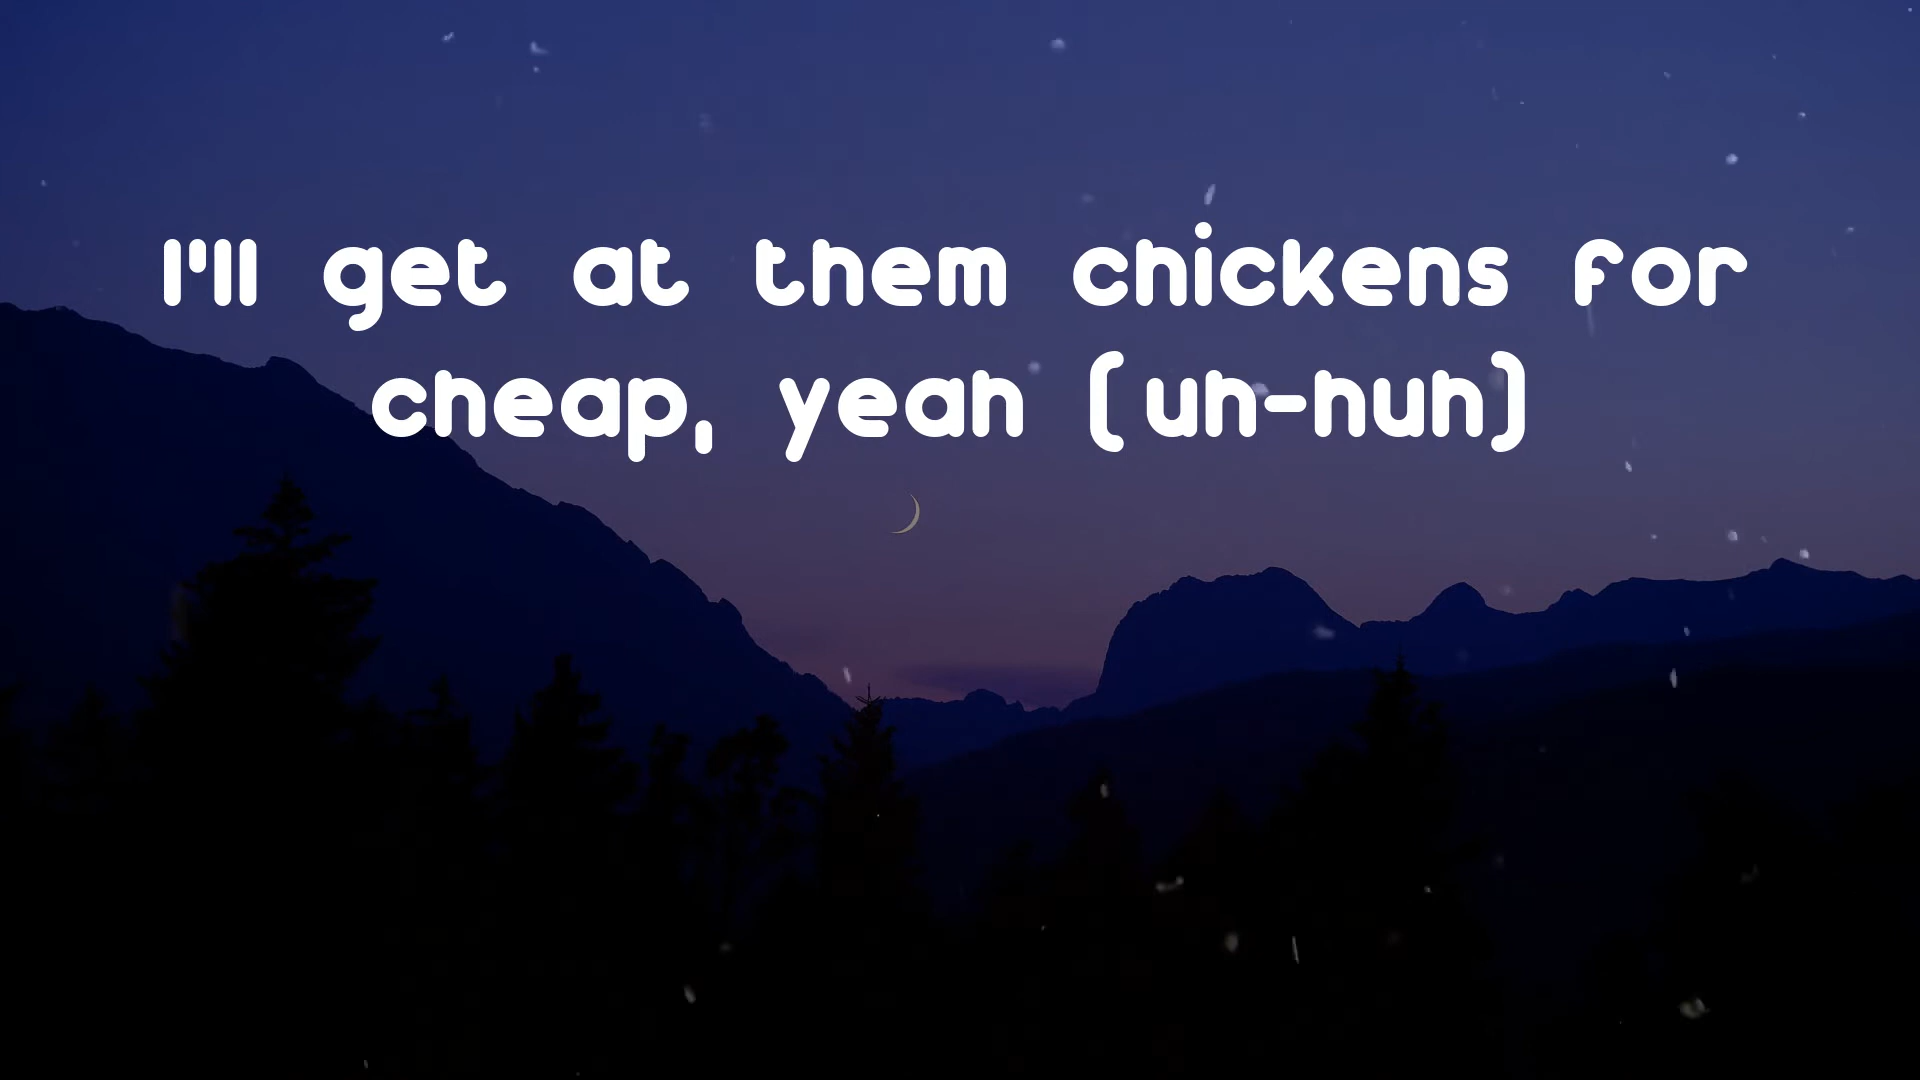 I'll get at them chickens for
cheap, yeah (uh-huh)